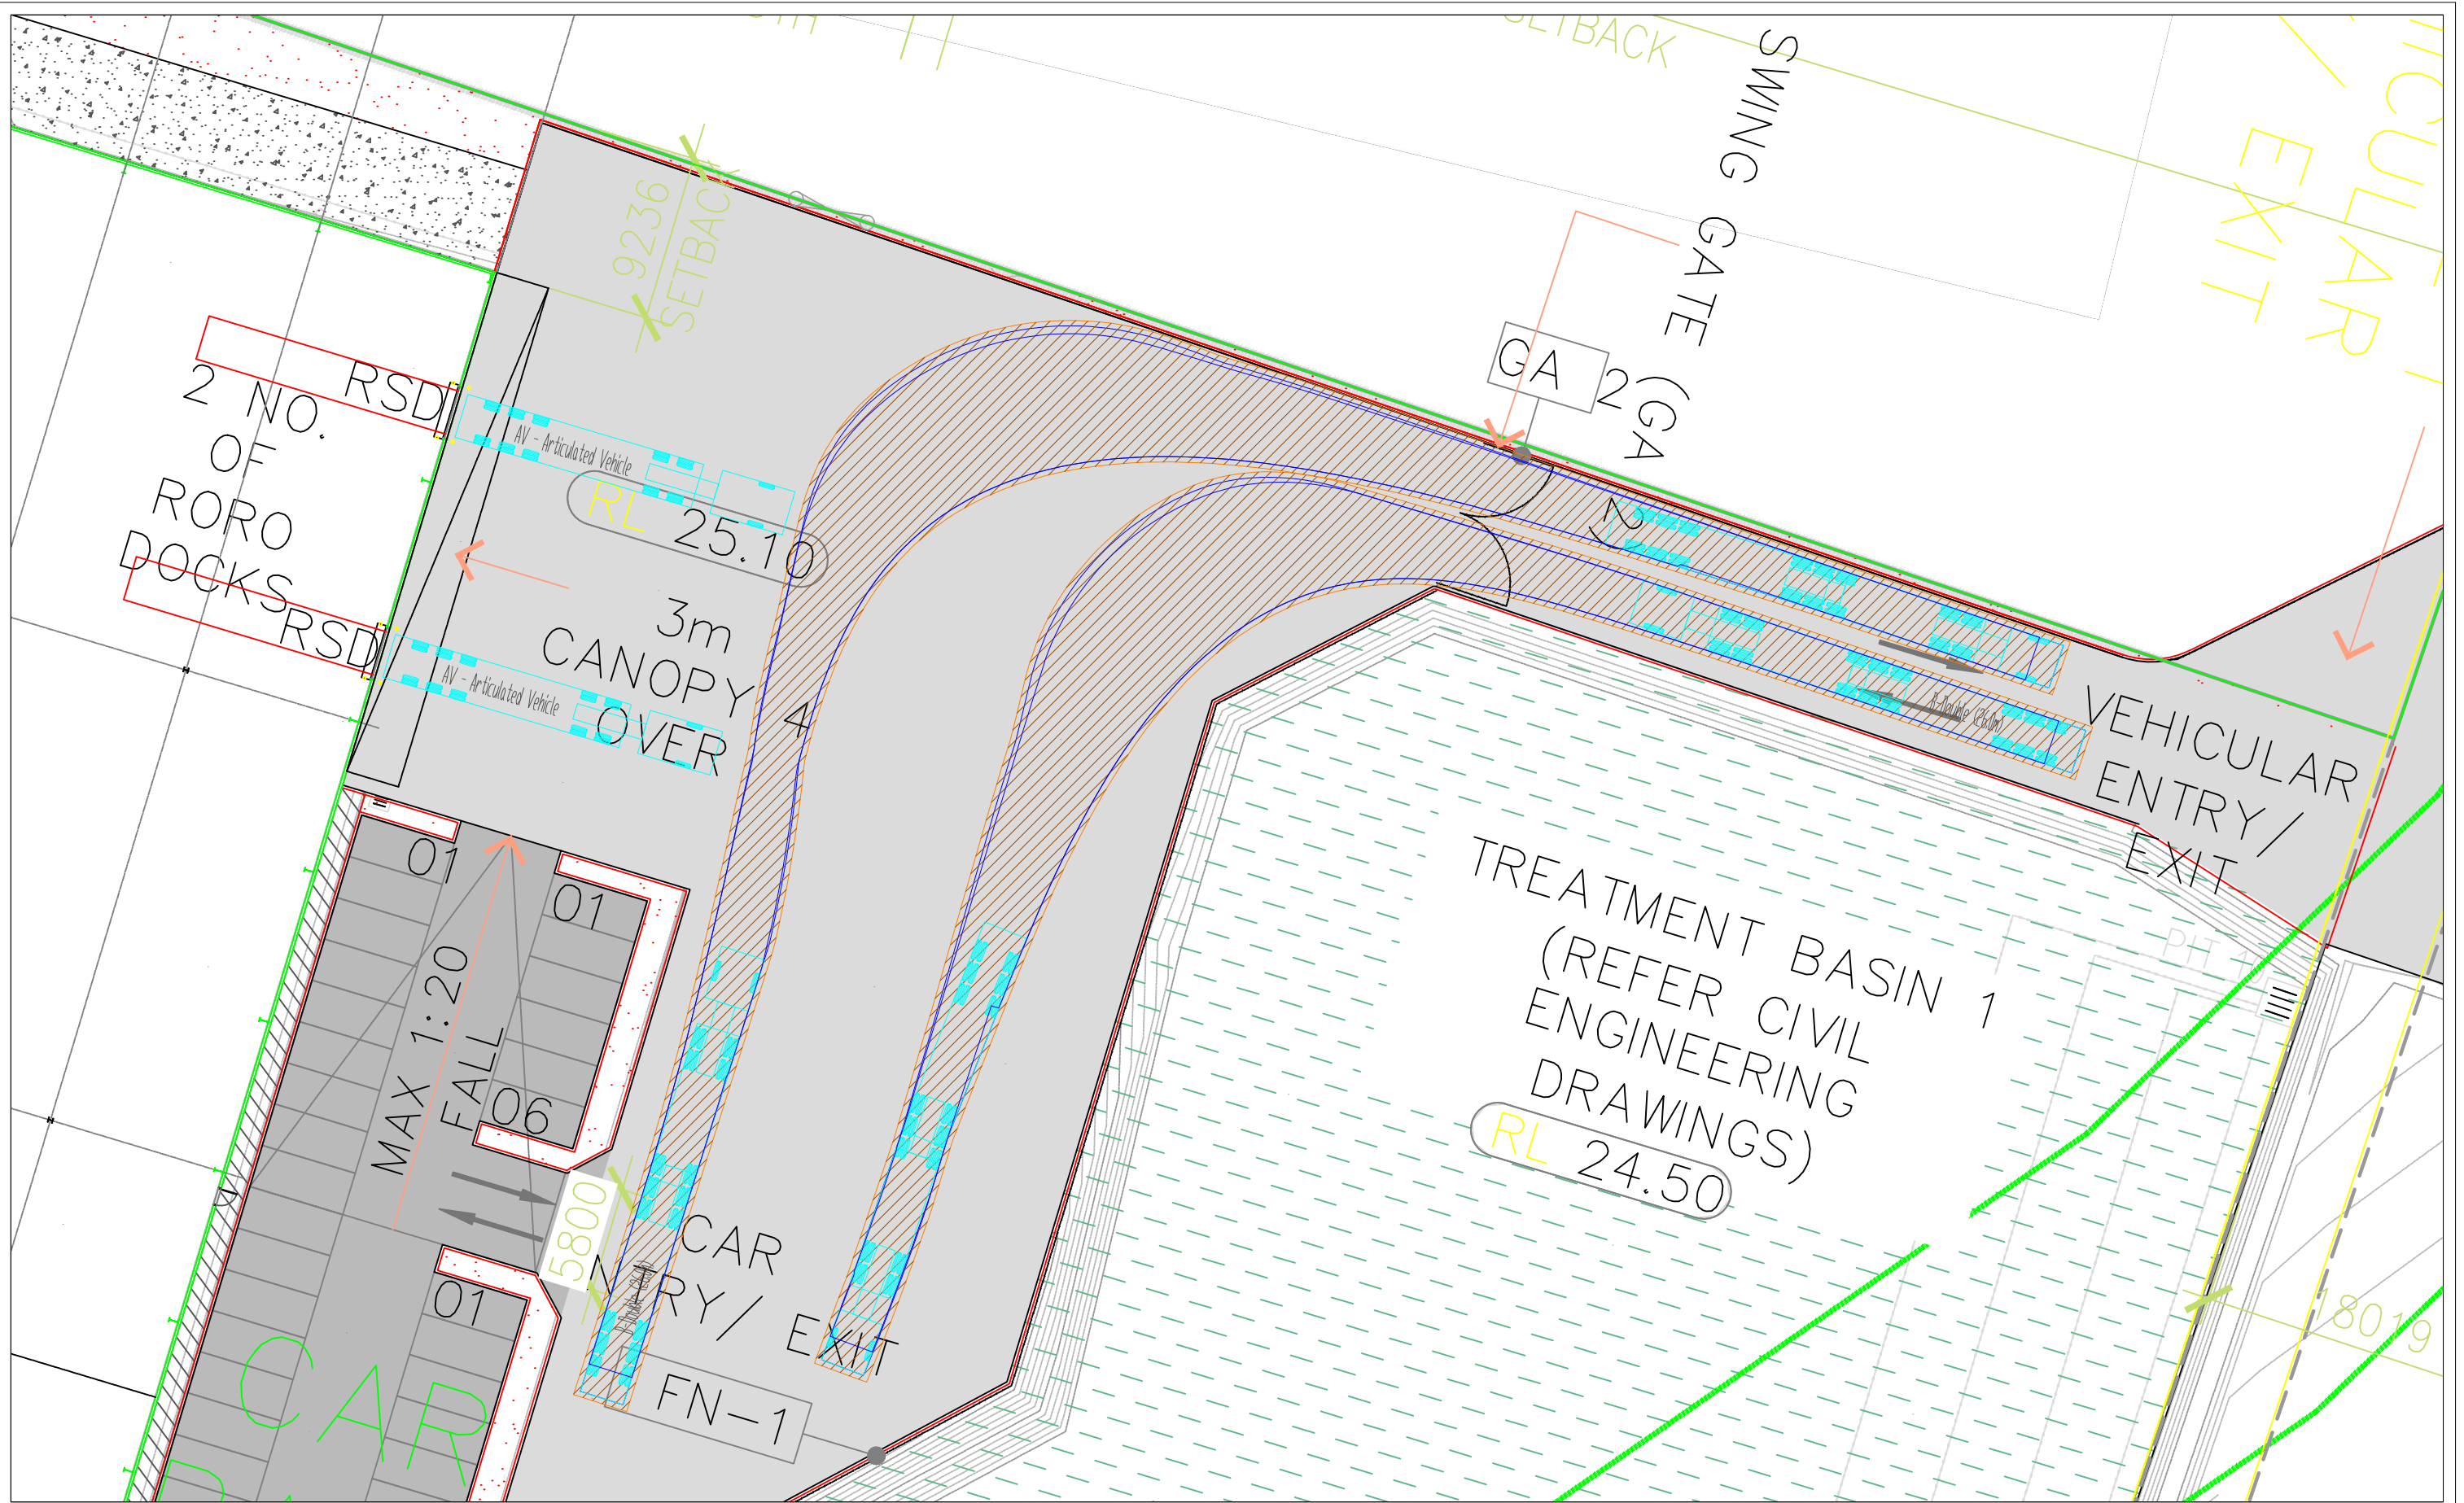 SETBACK
SWING GATE (GA
2)
GA 2
EXIT
9236
SETBACK
RSD
2 NO.
OF
RORO
DOCKS
RSD
AV - Articulated Vehicle
RL 25.10
AV - Articulated Vehicle
3m
CANOPY
OVER
4
VEHICULAR
ENTRY/
EXIT
01
01
MAX 1:20
FALL
06
01
5800
CAR
EXIT
FN-1
CAR
TREATMENT BASIN 1
(REFER CIVIL
ENGINEERING
DRAWINGS)
RL 24.50
PIT
18019